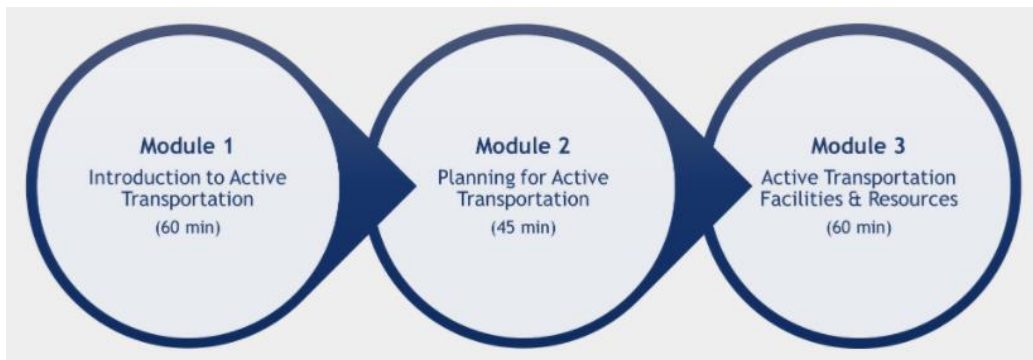 Module 1
Introduction to Active
Transportation
(60 min)
Module 2
Planning for Active
Transportation
(45 min)
Module 3
Active Transportation
Facilities & Resources
(60 min)